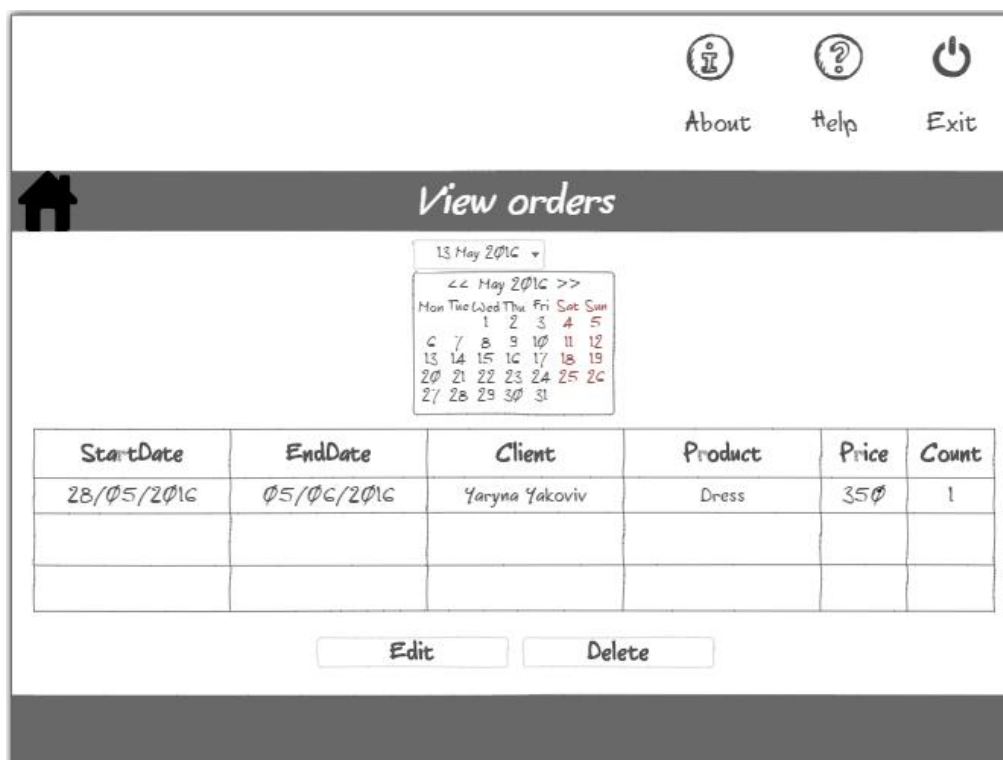 About Help Exit
View orders
13 May 2016
<< May 2016 >>
Mon Tue Wed Thu Fri Sat Sun
1 2 3 4 5
6 7 8 9 10 11 12
13 14 15 16 17 18 19
20 21 22 23 24 25 26
27 28 29 30 31
StartDate EndDate Client Product Price Count
28/05/2016 05/06/2016 Yaryna Yakoviv Dress 350 1
Edit Delete